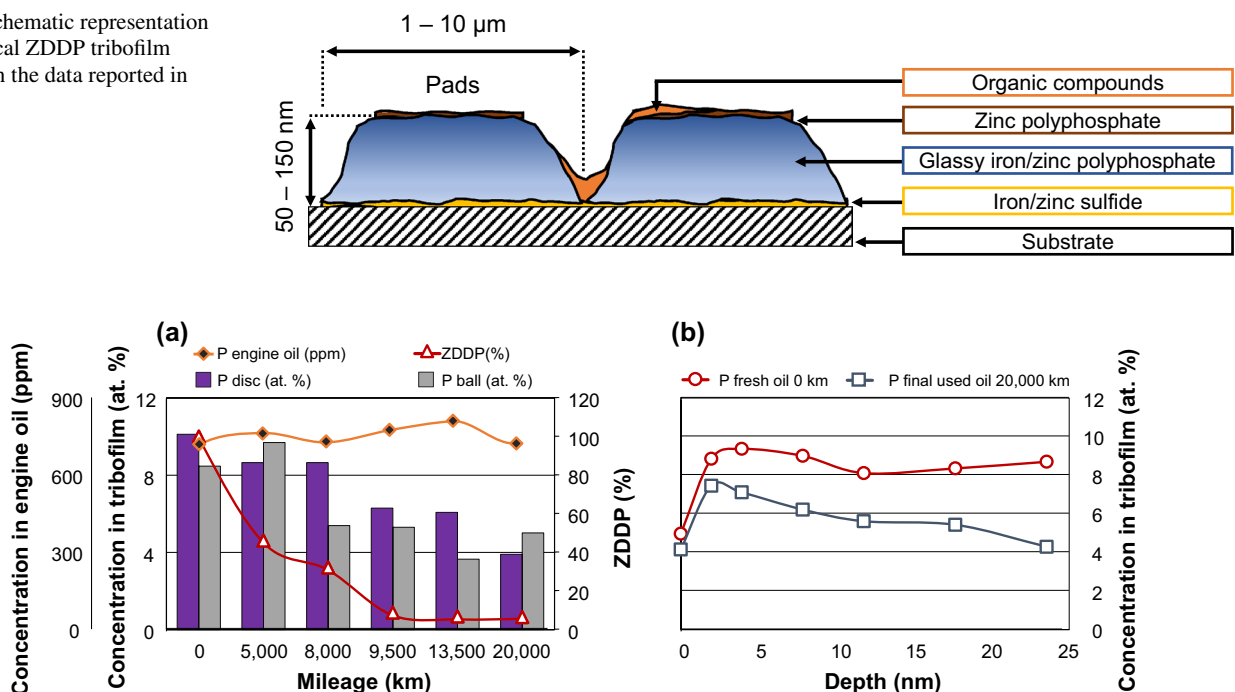 chematic representation
cal ZDDP tribofilm
n the data reported in
1 – 10 µm
Pads
50 – 150 nm
Organic compounds
Zinc polyphosphate
Glassy iron/zinc polyphosphate
Iron/zinc sulfide
Substrate
(a)
P engine oil (ppm)
ZDDP(%)
P disc (at. %)
P ball (at. %)
Concentration in engine oil (ppm)
900
600
300
0
Concentration in tribofilm (at. %)
12
8
4
0
120
100
80
60
40
20
0
ZDDP (%)
0 5,000 8,000 9,500 13,500 20,000
Mileage (km)
(b)
P fresh oil 0 km
P final used oil 20,000 km
12
10
8
6
4
2
0
Concentration in tribofilm (at. %)
0 5 10 15 20 25
Depth (nm)